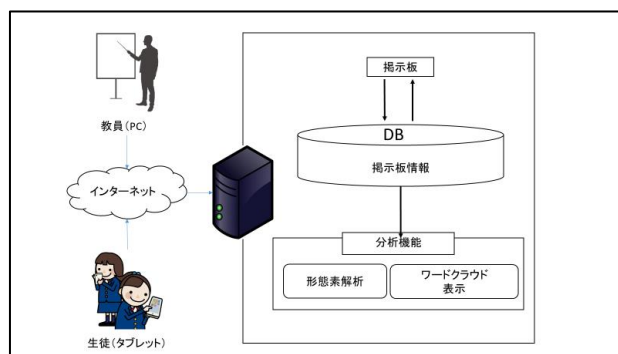 教員(PC)
インターネット
生徒(タブレット)
掲示板
DB
掲示板情報
分析機能
形態素解析
ワードクラウド
表示